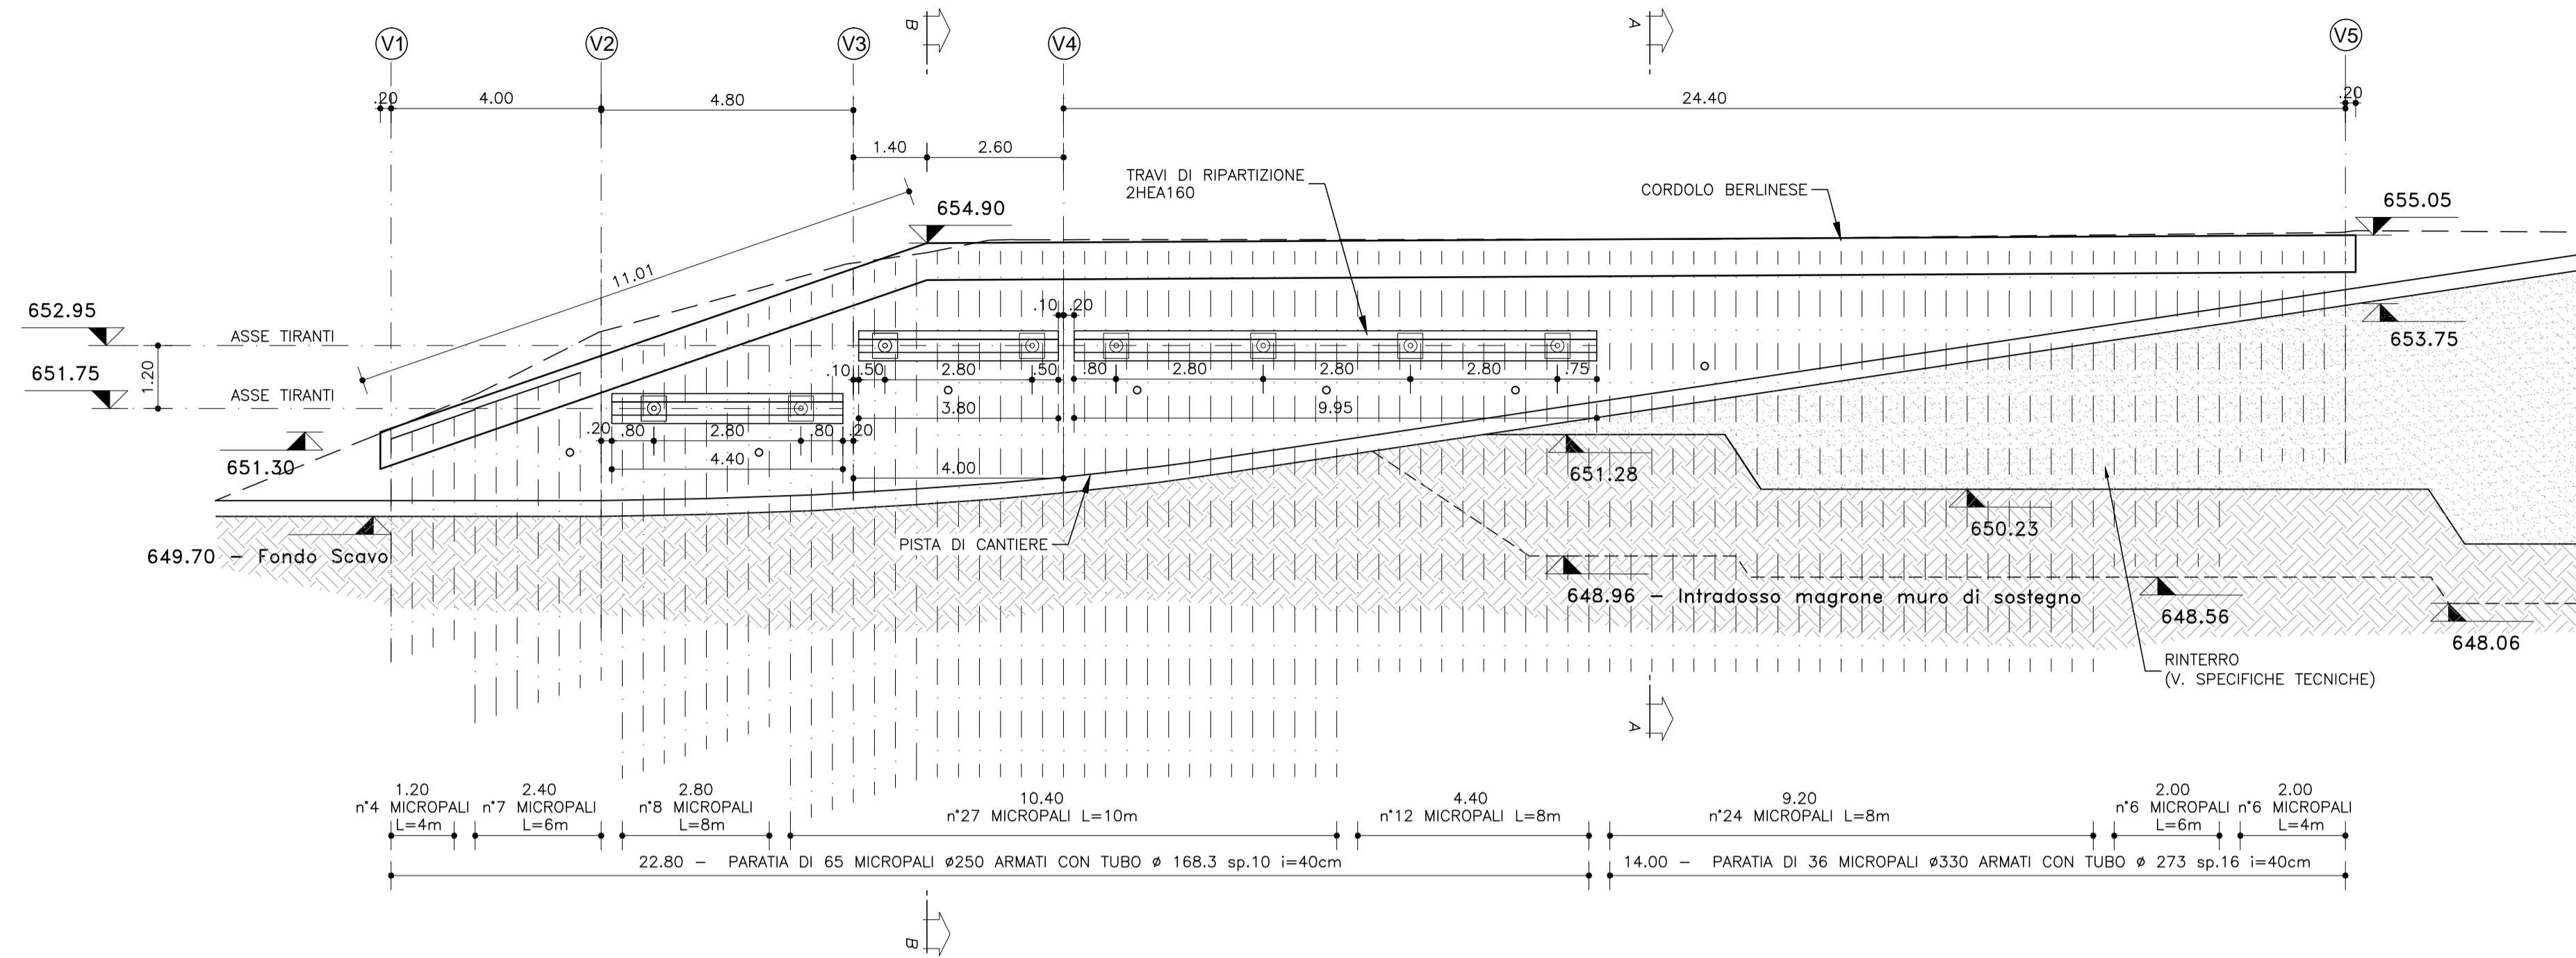 B
A
V1
V2
V3
V4
V5
.20
4.00
4.80
24.40
.20
1.40
2.60
TRAVI DI RIPARTIZIONE
2HEA160
CORDOLO BERLINESE
654.90
655.05
11.01
652.95
ASSE TIRANTI
.10
.20
653.75
1.20
651.75
ASSE TIRANTI
.10
.50
2.80
.50
.80
2.80
2.80
2.80
.75
3.80
9.95
.20
.80
2.80
.80
.20
4.40
4.00
651.30
651.28
650.23
649.70 – Fondo Scavo
PISTA DI CANTIERE
648.96 – Intradosso magrone muro di sostegno
648.56
648.06
RINTERRO
(V. SPECIFICHE TECNICHE)
A
1.20
n°4 MICROPALI
L=4m
2.40
n°7 MICROPALI
L=6m
2.80
n°8 MICROPALI
L=8m
10.40
n°27 MICROPALI L=10m
4.40
n°12 MICROPALI L=8m
9.20
n°24 MICROPALI L=8m
2.00
n°6 MICROPALI
L=6m
2.00
n°6 MICROPALI
L=4m
22.80 – PARATIA DI 65 MICROPALI ø250 ARMATI CON TUBO ø 168.3 sp.10 i=40cm
14.00 – PARATIA DI 36 MICROPALI ø330 ARMATI CON TUBO ø 273 sp.16 i=40cm
B